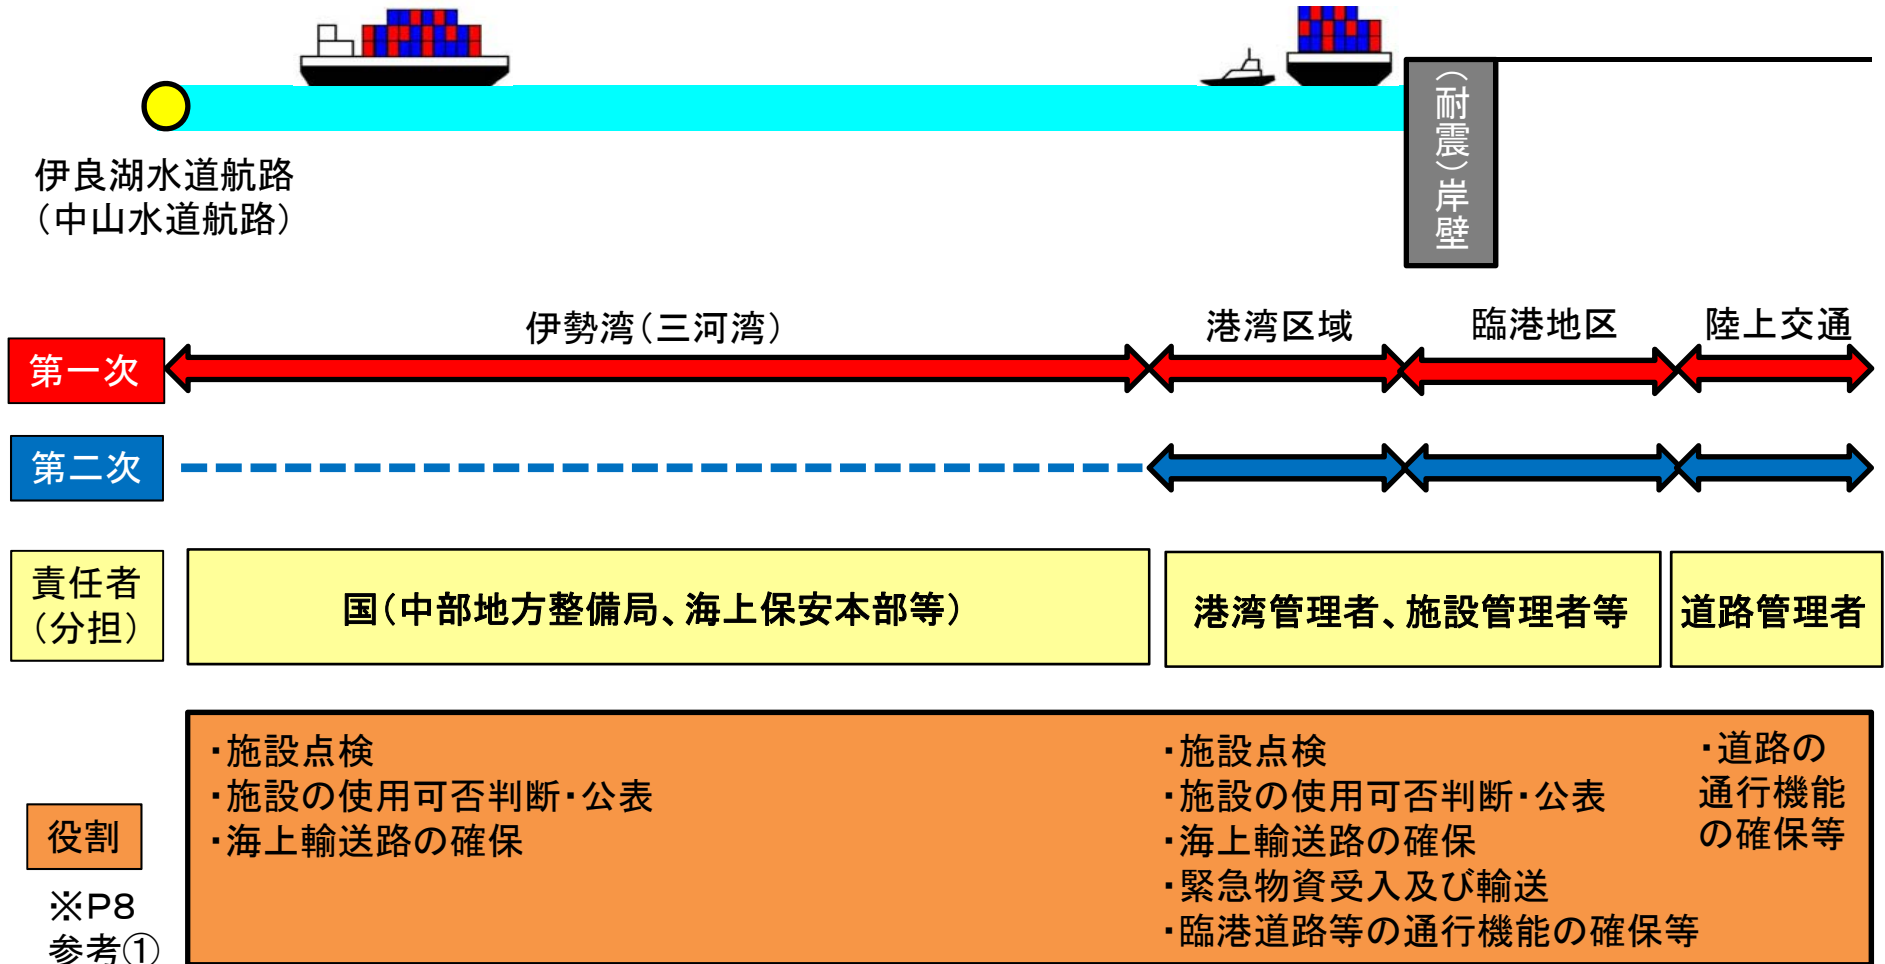 (耐震)岸壁
伊良湖水道航路
(中山水道航路)
伊勢湾(三河湾)
港湾区域
臨港地区
陸上交通
第一次
第二次
責任者
(分担)
国(中部地方整備局、海上保安本部等)
港湾管理者、施設管理者等
道路管理者
役割
※P8
参考①
・施設点検
・施設の使用可否判断・公表
・海上輸送路の確保
・施設点検
・施設の使用可否判断・公表
・海上輸送路の確保
・緊急物資受入及び輸送
・臨港道路等の通行機能の確保等
・道路の
通行機能
の確保等